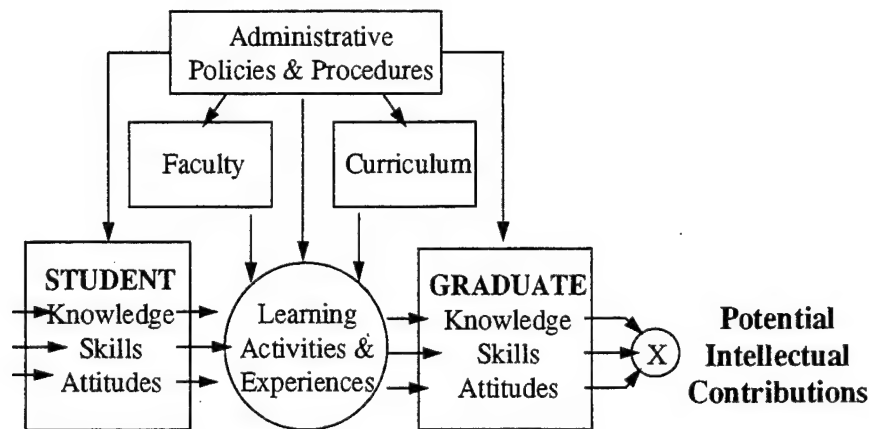 Administrative
Policies & Procedures
Faculty
Curriculum
STUDENT
Knowledge
Skills
Attitudes
Learning
Activities &
Experiences
GRADUATE
Knowledge
Skills
Attitudes
X
Potential
Intellectual
Contributions